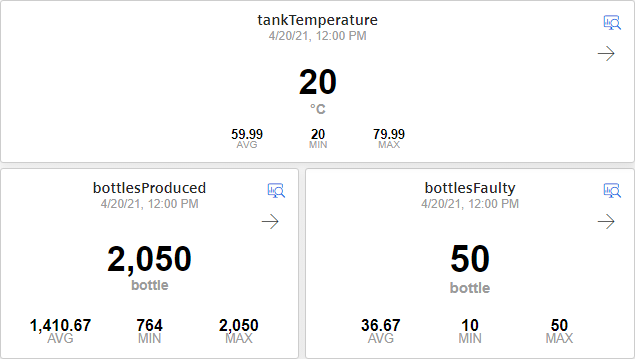 tankTemperature
4/20/21, 12:00 PM
20
°C
59.99 20 79.99
AVG MIN MAX
bottlesProduced
4/20/21, 12:00 PM
2,050
bottle
1,410.67 764 2,050
AVG MIN MAX
bottlesFaulty
4/20/21, 12:00 PM
50
bottle
36.67 10 50
AVG MIN MAX